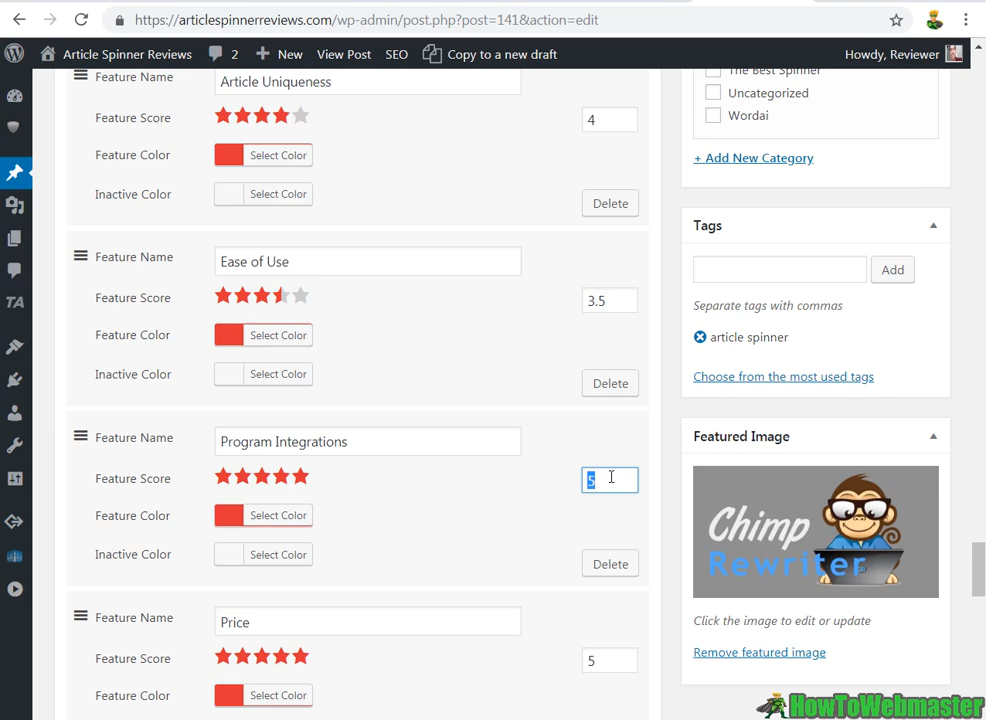 https://articlespinnerreviews.com/wp-admin/post.php?post=141&action=edit
Article Spinner Reviews
2
New
View Post
SEO
Copy to a new draft
Howdy, Reviewer
Feature Name
Article Uniqueness
Feature Score
4
Feature Color
Select Color
Inactive Color
Select Color
Delete
Feature Name
Ease of Use
Feature Score
3.5
Feature Color
Select Color
Inactive Color
Select Color
Delete
Feature Name
Program Integrations
Feature Score
5
Feature Color
Select Color
Inactive Color
Select Color
Delete
Feature Name
Price
Feature Score
5
Feature Color
Select Color
The Best Spinner
Uncategorized
Wordai
+ Add New Category
Tags
Add
Separate tags with commas
article spinner
Choose from the most used tags
Featured Image
Chimp
Rewriter
Click the image to edit or update
Remove featured image
TA
HowToWebmaster